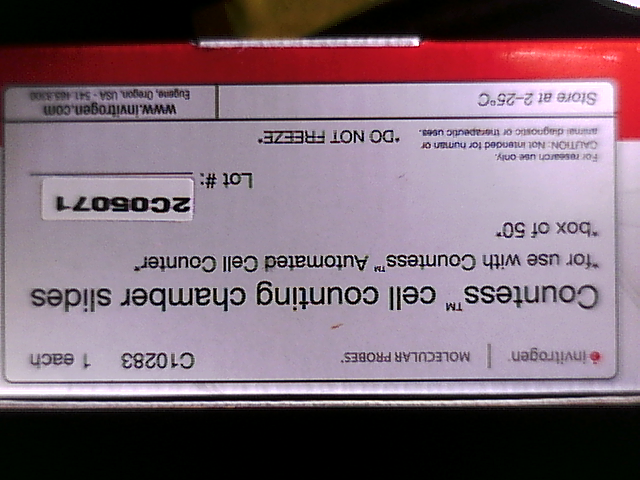 invitrogen™ | MOLECULAR PROBES® C10283 1 each
Countess™ cell counting chamber slides
*for use with Countess™ Automated Cell Counter*
*box of 50*
Lot #: 2C05071
For research use only.
CAUTION: Not intended for human or
animal diagnostic or therapeutic uses.
*DO NOT FREEZE*
Store at 2-25°C
www.invitrogen.com
Eugene, Oregon, USA - 541.465.8300